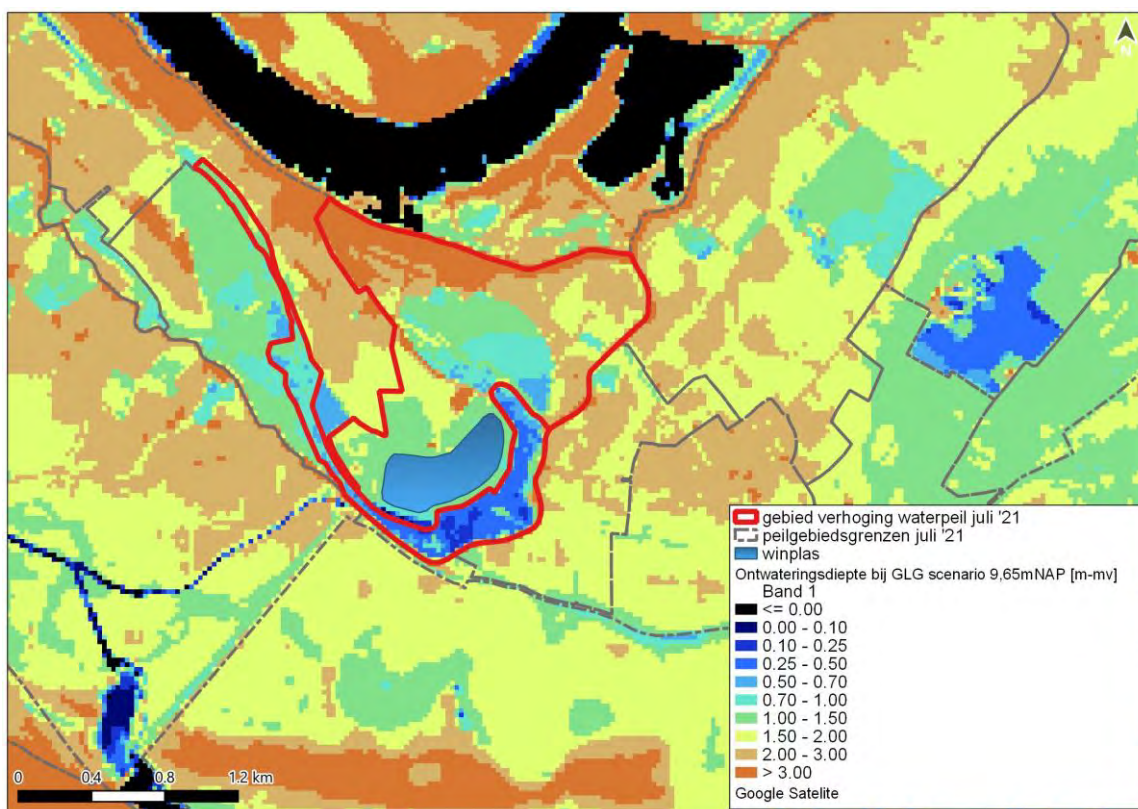 N
gebied verhoging waterpeil juli '21
peilgebiedsgrenzen juli '21
winplas
Ontwateringsdiepte bij GLG scenario 9,65mNAP [m-mv]
Band 1
<= 0.00
0.00 - 0.10
0.10 - 0.25
0.25 - 0.50
0.50 - 0.70
0.70 - 1.00
1.00 - 1.50
1.50 - 2.00
2.00 - 3.00
> 3.00
Google Satelite
0 0.4 0.8 1.2 km